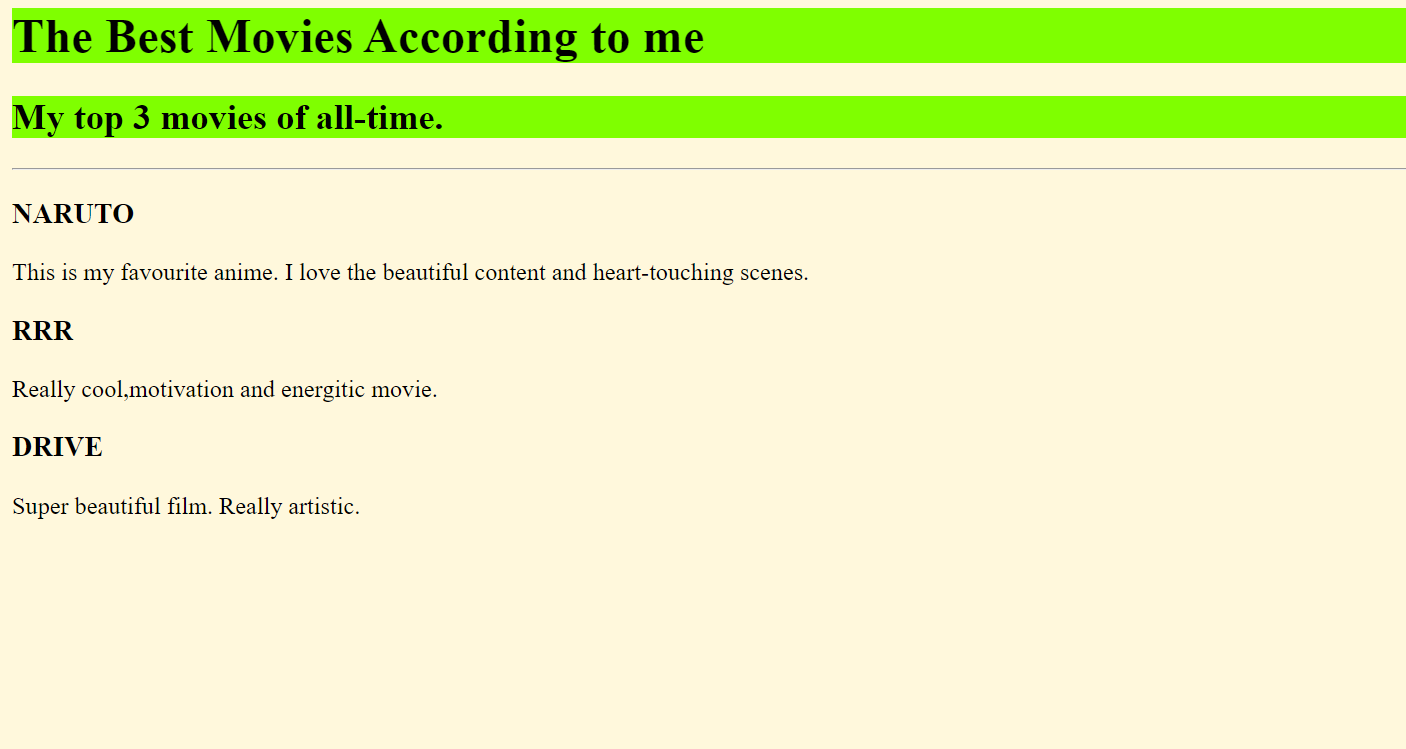 The Best Movies According to me
My top 3 movies of all-time.
NARUTO
This is my favourite anime. I love the beautiful content and heart-touching scenes.
RRR
Really cool,motivation and energitic movie.
DRIVE
Super beautiful film. Really artistic.